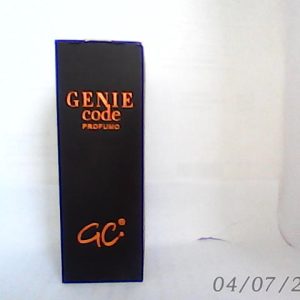 GENIE
code
PROFUMO
GC
04/07/2